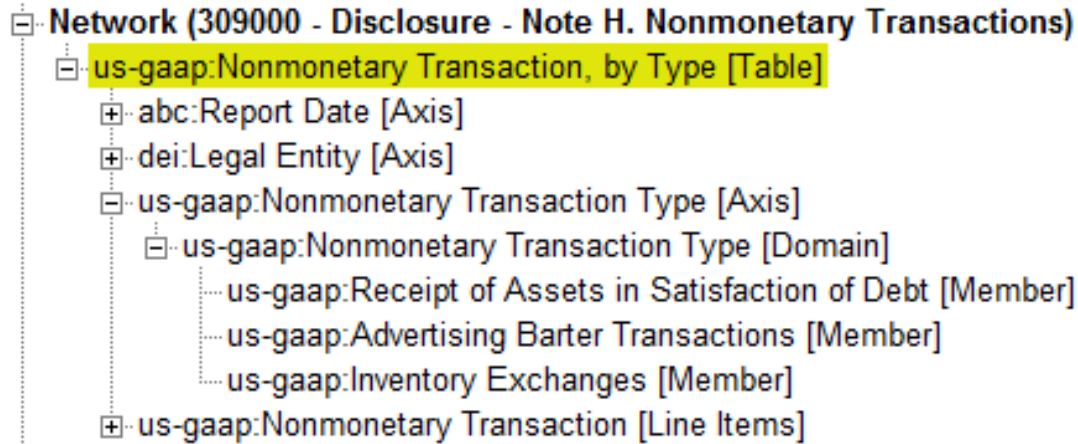 Network (309000 - Disclosure - Note H. Nonmonetary Transactions)
us-gaap:Nonmonetary Transaction, by Type [Table]
abc:Report Date [Axis]
dei:Legal Entity [Axis]
us-gaap:Nonmonetary Transaction Type [Axis]
us-gaap:Nonmonetary Transaction Type [Domain]
us-gaap:Receipt of Assets in Satisfaction of Debt [Member]
us-gaap:Advertising Barter Transactions [Member]
us-gaap:Inventory Exchanges [Member]
us-gaap:Nonmonetary Transaction [Line Items]